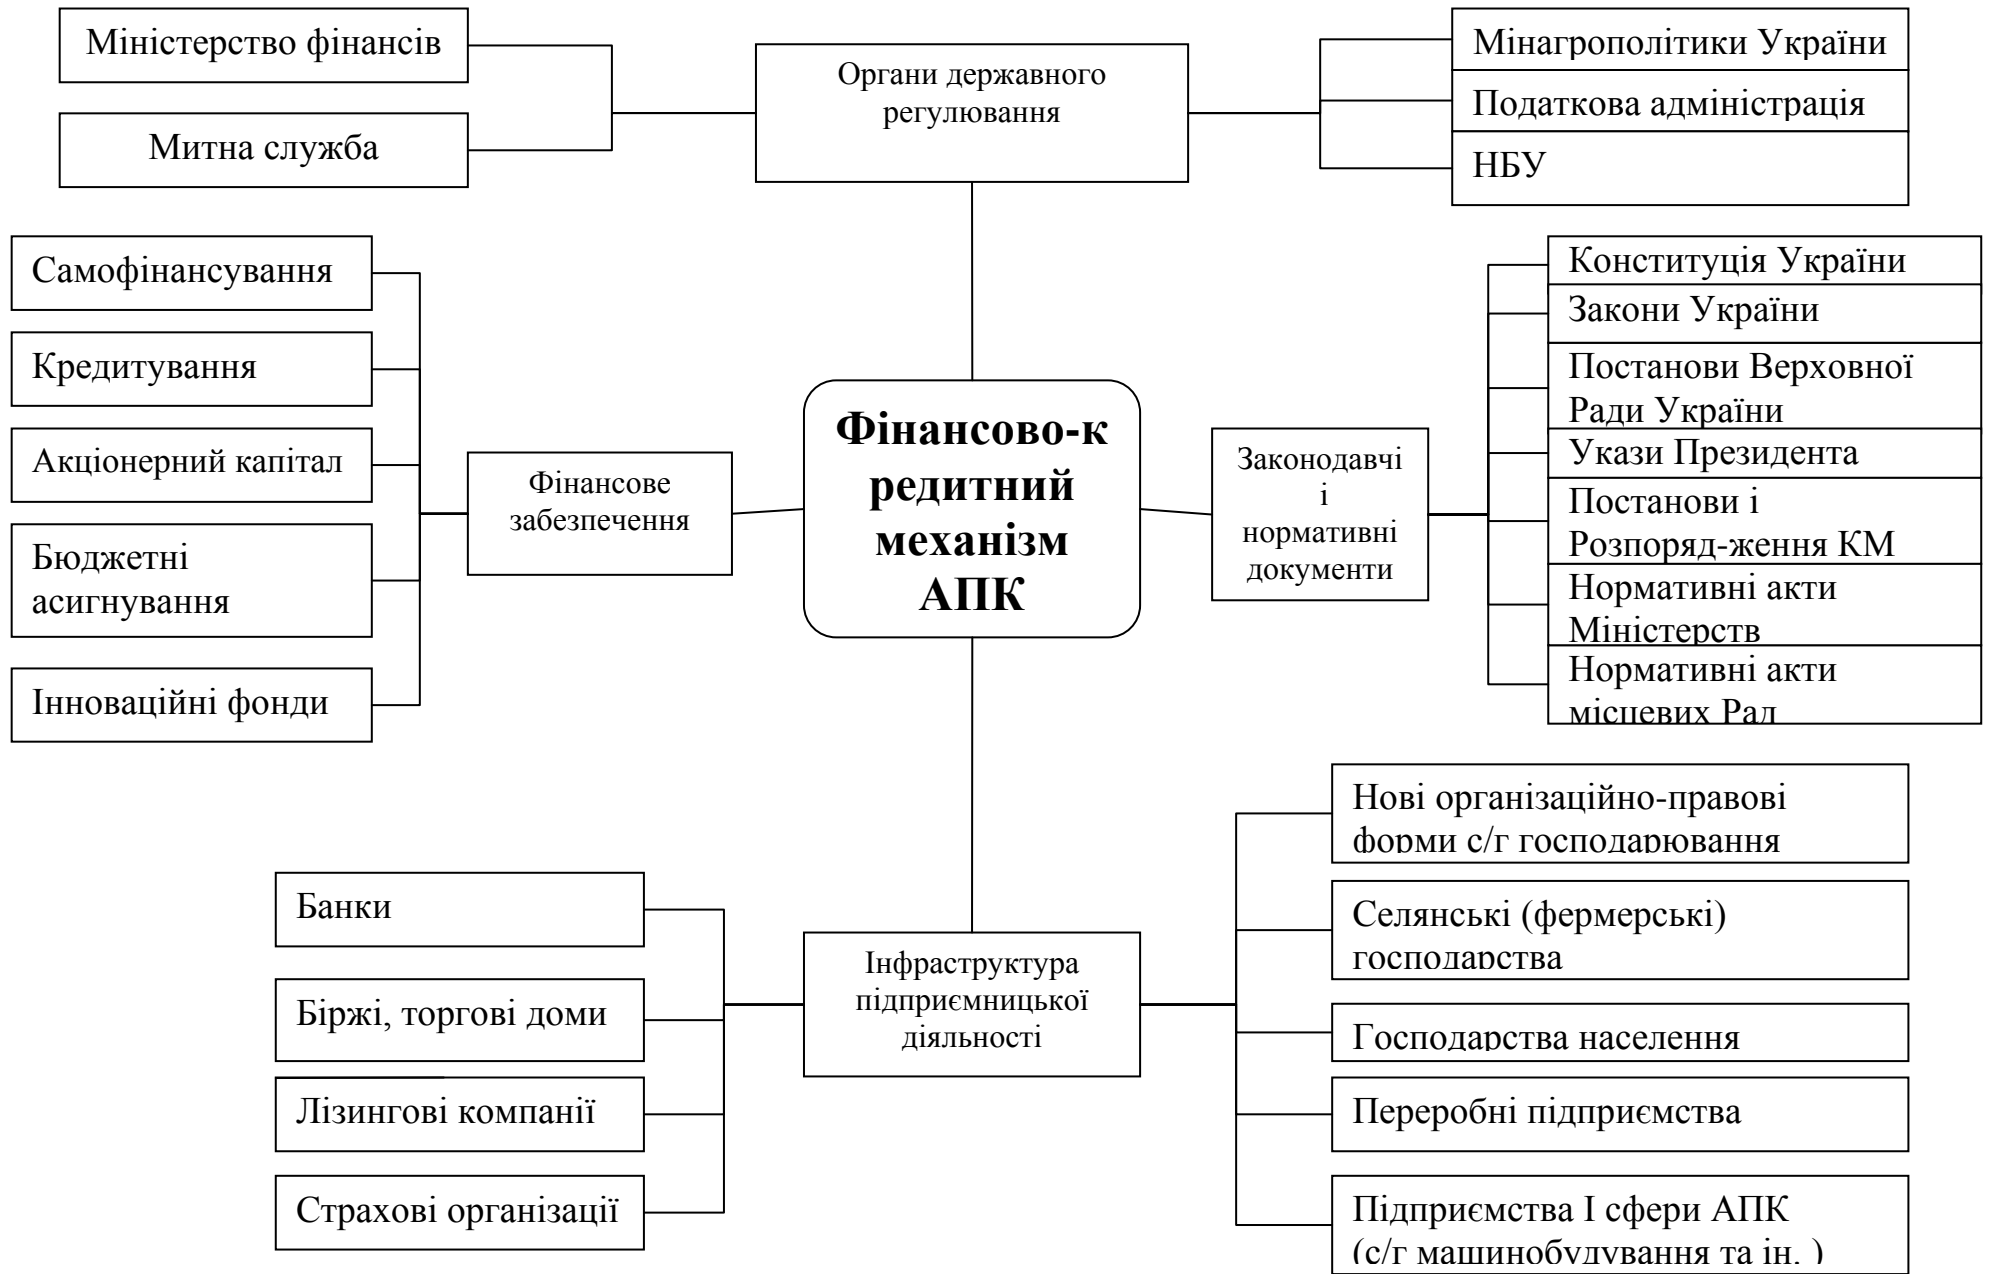 Міністерство фінансів
Митна служба
Органи державного
регулювання
Мінагрополітики України
Податкова адміністрація
НБУ
Самофінансування
Кредитування
Акціонерний капітал
Бюджетні
асигнування
Інноваційні фонди
Фінансове
забезпечення
Фінансово-к
редитний
механізм
АПК
Законодавчі
і
нормативні
документи
Конституція України
Закони України
Постанови Верховної
Ради України
Укази Президента
Постанови і
Розпоряд-ження КМ
Нормативні акти
Міністерств
Нормативні акти
місцевих Рад
Банки
Біржі, торгові доми
Лізингові компанії
Страхові організації
Інфраструктура
підприємницької
діяльності
Нові організаційно-правові
форми с/г господарювання
Селянські (фермерські)
господарства
Господарства населення
Переробні підприємства
Підприємства І сфери АПК
(с/г машинобудування та ін. )